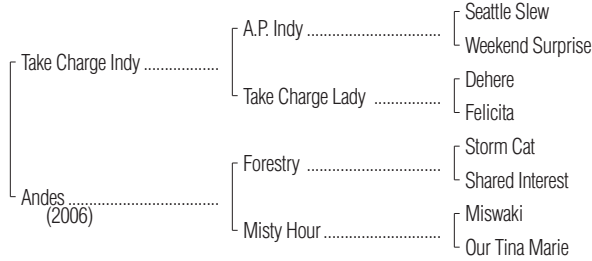 Seattle Slew
A.P. Indy ..............................
Weekend Surprise
Take Charge Indy .................
Dehere
Take Charge Lady ...............
Felicita
Storm Cat
Forestry ..............................
Shared Interest
Andes ..................................
(2006)
Miswaki
Misty Hour ..........................
Our Tina Marie